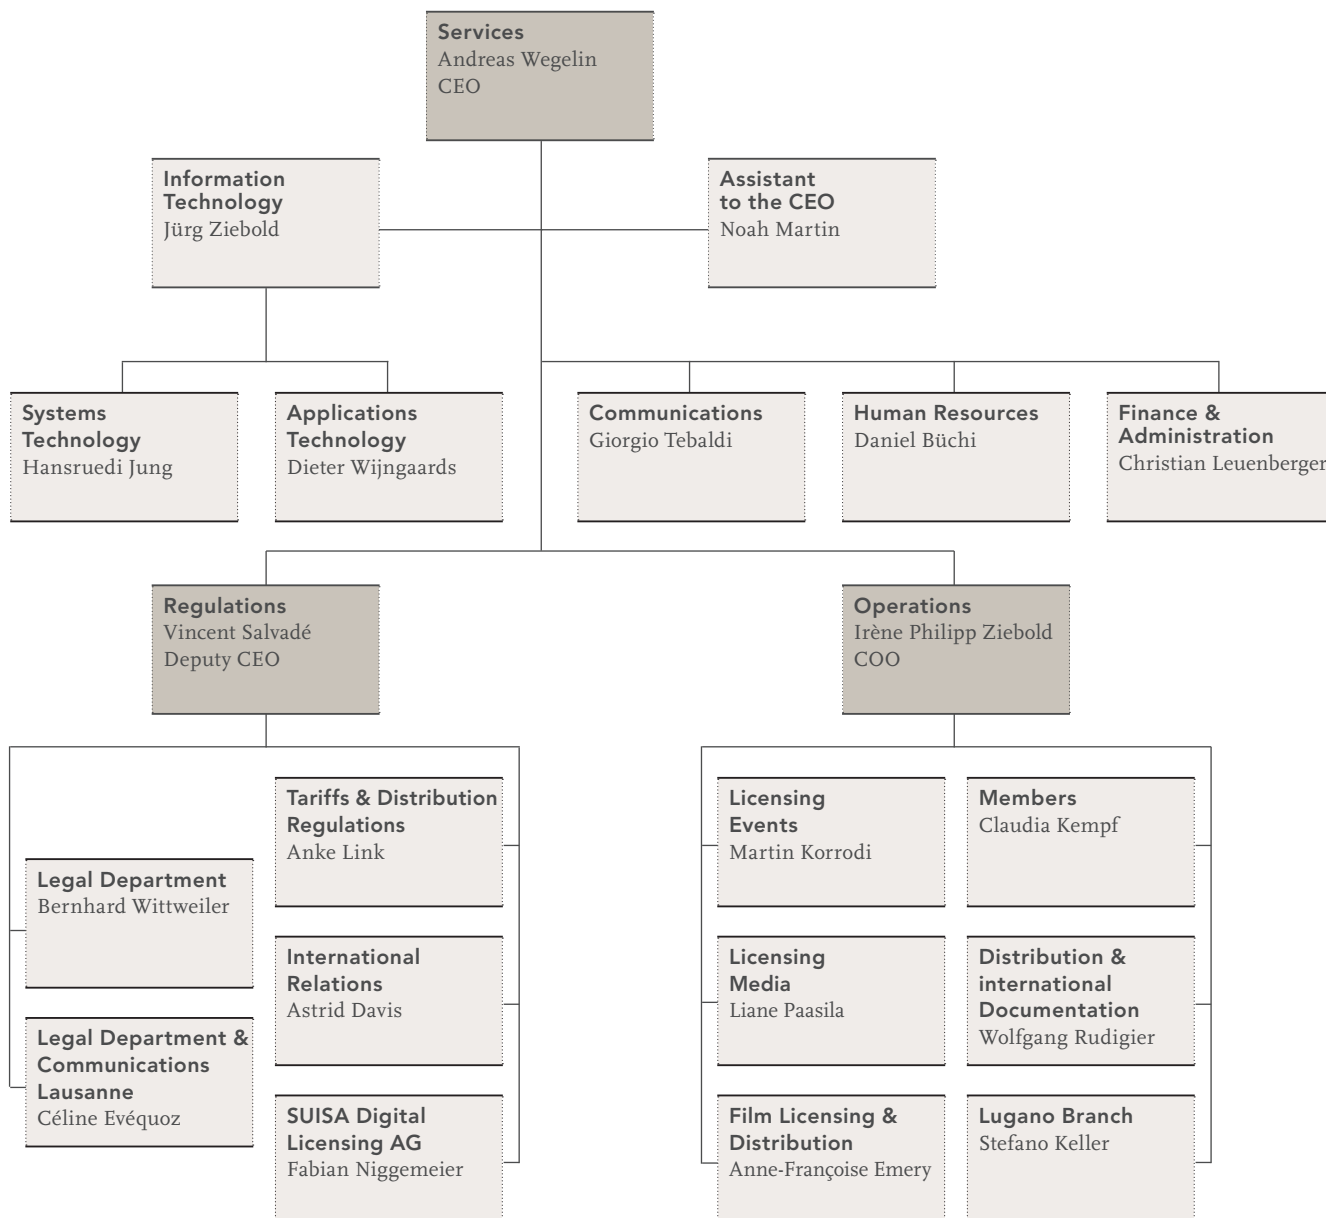 Services
Andreas Wegelin
CEO
Information
Technology
Jürg Ziebold
Assistant
to the CEO
Noah Martin
Systems
Technology
Hansruedi Jung
Applications
Technology
Dieter Wijngaards
Communications
Giorgio Tebaldi
Human Resources
Daniel Büchi
Finance &
Administration
Christian Leuenberger
Regulations
Vincent Salvadé
Deputy CEO
Operations
Irène Philipp Ziebold
COO
Legal Department
Bernhard Wittweiler
Legal Department &
Communications
Lausanne
Céline Evéquoz
Tariffs & Distribution
Regulations
Anke Link
International
Relations
Astrid Davis
SUISA Digital
Licensing AG
Fabian Niggemeier
Licensing
Events
Martin Korrodi
Licensing
Media
Liane Paasila
Film Licensing &
Distribution
Anne-Françoise Emery
Members
Claudia Kempf
Distribution &
international
Documentation
Wolfgang Rudigier
Lugano Branch
Stefano Keller